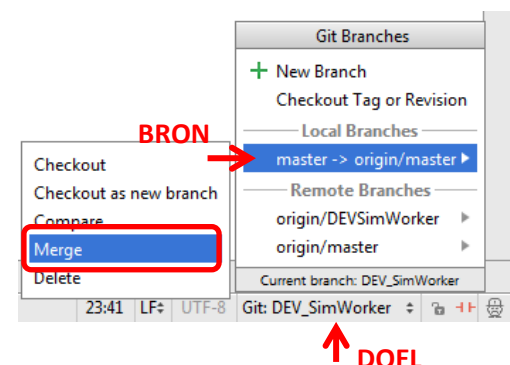 Git Branches
New Branch
Checkout Tag or Revision
Local Branches
BRON
master -> origin/master
Remote Branches
origin/DEVSimWorker
origin/master
Current branch: DEV_SimWorker
Checkout
Checkout as new branch
Compare
Merge
Delete
23:41 LF UTF-8 Git: DEV_SimWorker
DOEL